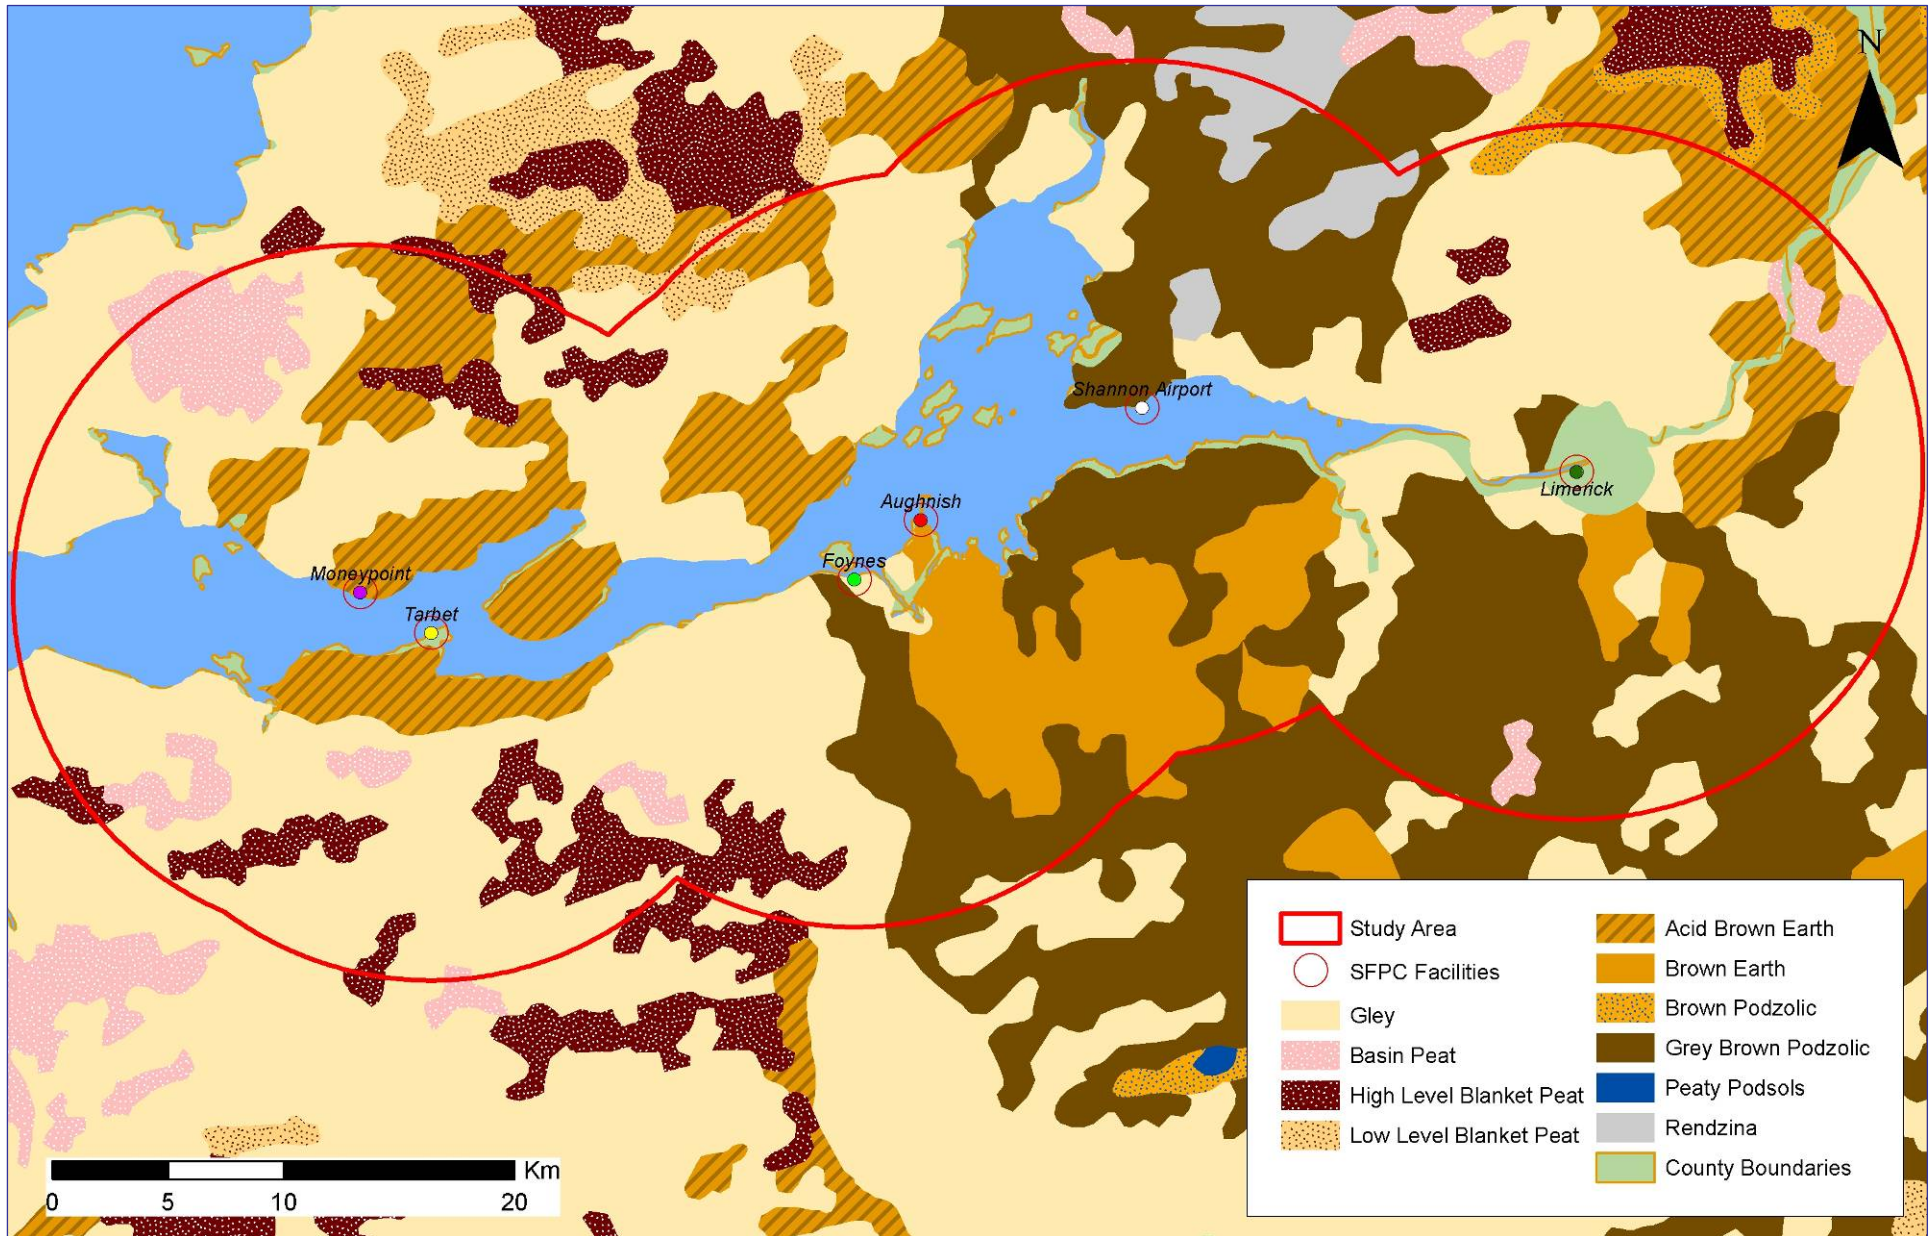 N
Shannon Airport
Limerick
Aughnish
Foynes
Moneypoint
Tarbet
Study Area
SFPC Facilities
Gley
Basin Peat
High Level Blanket Peat
Low Level Blanket Peat
Acid Brown Earth
Brown Earth
Brown Podzolic
Grey Brown Podzolic
Peaty Podsols
Rendzina
County Boundaries
Km
0 5 10 20